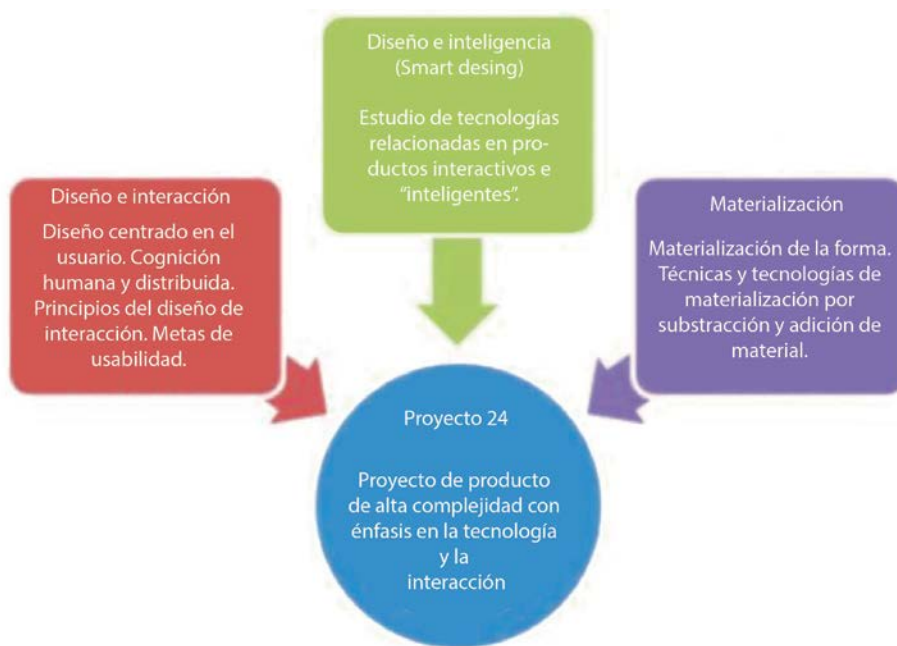 Diseño e inteligencia
(Smart desing)
Estudio de tecnologías
relacionadas en pro-
ductos interactivos e
“inteligentes”.
Diseño e interacción
Diseño centrado en el
usuario. Cognición
humana y distribuida.
Principios del diseño de
interacción. Metas de
usabilidad.
Materialización
Materialización de la forma.
Técnicas y tecnologías de
materialización por
substracción y adición de
material.
Proyecto 24
Proyecto de producto
de alta complejidad con
énfasis en la tecnología
y la
interacción